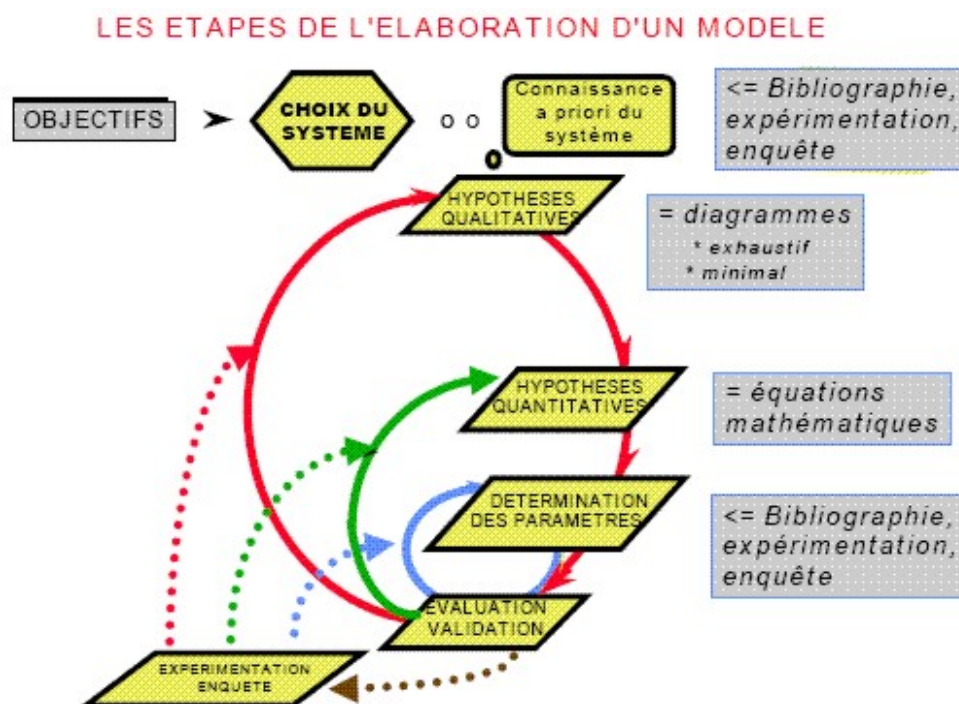 LES ETAPES DE L'ELABORATION D'UN MODELE
OBJECTIFS
CHOIX DU
SYSTEME
Connaissance
a priori du
système
<= Bibliographie,
expérimentation,
enquête
HYPOTHESES
QUALITATIVES
= diagrammes
* exhaustif
* minimal
HYPOTHESES
QUANTITATIVES
= équations
mathématiques
DETERMINATION
DES PARAMETRES
<= Bibliographie,
expérimentation,
enquête
EVALUATION
VALIDATION
EXPERIMENTATION
ENQUETE